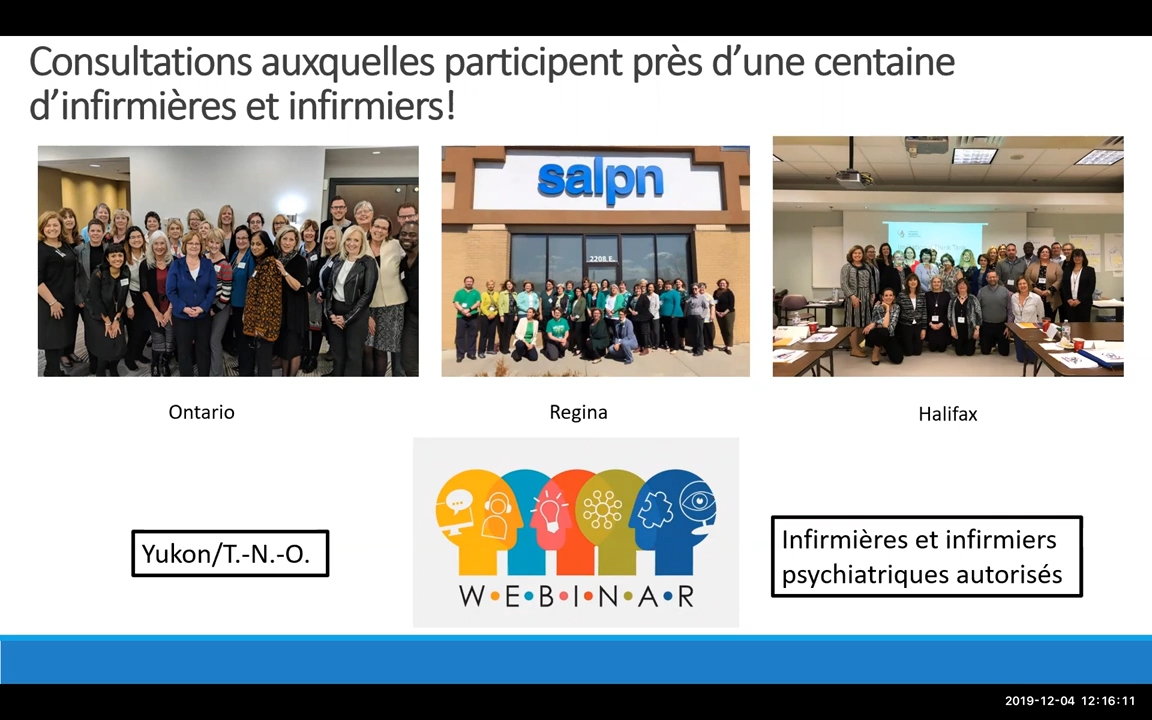 Consultations auxquelles participent près d’une centaine
d’infirmières et infirmiers!
salpn
2208 E.
Ontario
Regina
Halifax
W•E•B•I•N•A•R
Yukon/T.-N.-O.
Infirmières et infirmiers
psychiatriques autorisés
2019-12-04 12:16:11